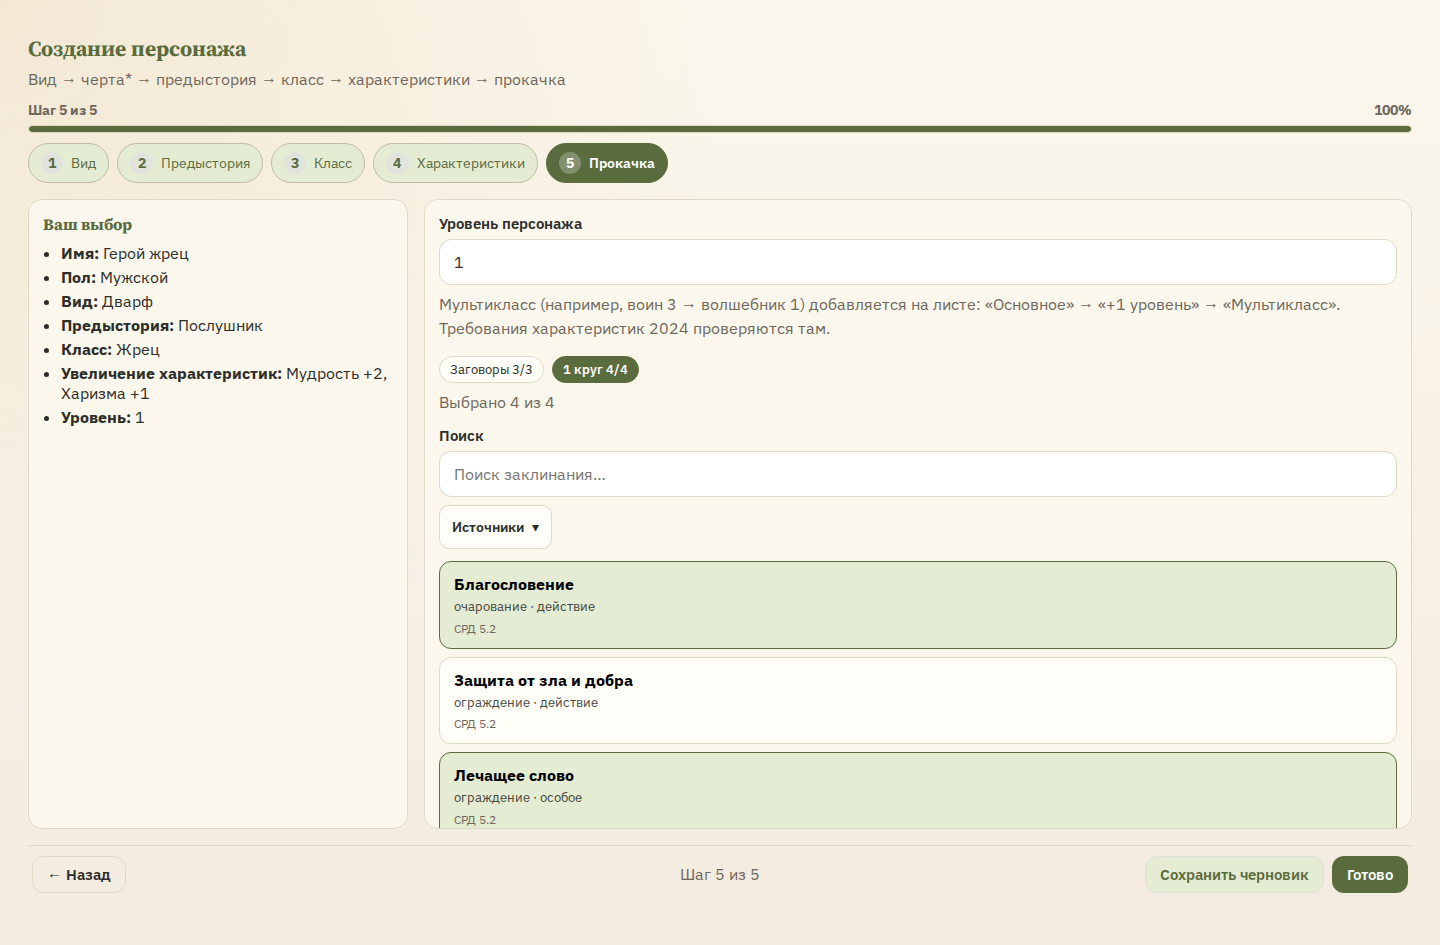 Создание персонажа
Вид → черта* → предыстория → класс → характеристики → прокачка
Шаг 5 из 5
100%
1 Вид
2 Предыстория
3 Класс
4 Характеристики
5 Прокачка
Ваш выбор
• Имя: Герой жрец
• Пол: Мужской
• Вид: Дварф
• Предыстория: Послушник
• Класс: Жрец
• Увеличение характеристик: Мудрость +2,
Харизма +1
• Уровень: 1
Уровень персонажа
1
Мультикласс (например, воин 3 → волшебник 1) добавляется на листе: «Основное» → «+1 уровень» → «Мультикласс».
Требования характеристик 2024 проверяются там.
Заговоры 3/3
1 круг 4/4
Выбрано 4 из 4
Поиск
Поиск заклинания...
Источники ▾
Благословение
очарование · действие
СРД 5.2
Защита от зла и добра
ограждение · действие
СРД 5.2
Лечащее слово
ограждение · особое
СРД 5.2
← Назад
Шаг 5 из 5
Сохранить черновик
Готово